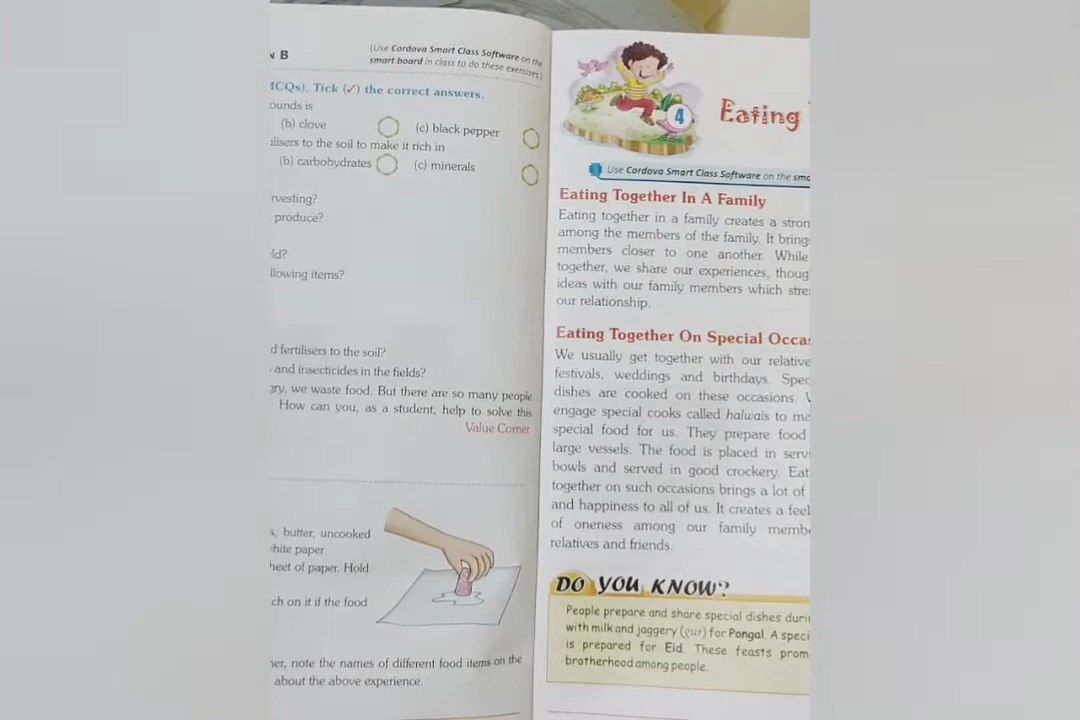 B
(Use Cordova Smart Class Software on the
smart board in class to do these exercises)
MCQs). Tick (✓) the correct answers.
ounds is
(b) clove (c) black pepper
ilisers to the soil to make it rich in
(b) carbohydrates (c) minerals
rvesting?
produce?
eld?
llowing items?
d fertilisers to the soil?
and insecticides in the fields?
gry, we waste food. But there are so many people
How can you, as a student, help to solve this
Value Corner
s, butter, uncooked
white paper
heet of paper. Hold
ch on it if the food
her, note the names of different food items on the
about the above experience.
4
Eating
Use Cordova Smart Class Software on the sma
Eating Together In A Family
Eating together in a family creates a stron
among the members of the family. It bring
members closer to one another. While
together, we share our experiences, thoug
ideas with our family members which stre
our relationship.
Eating Together On Special Occa
We usually get together with our relative
festivals, weddings and birthdays. Spec
dishes are cooked on these occasions. W
engage special cooks called halwais to ma
special food for us. They prepare food
large vessels. The food is placed in servi
bowls and served in good crockery. Eat
together on such occasions brings a lot of
and happiness to all of us. It creates a feel
of oneness among our family membe
relatives and friends.
DO YOU KNOW?
People prepare and share special dishes duri
with milk and jaggery (gur) for Pongal. A speci
is prepared for Eid. These feasts prom
brotherhood among people.